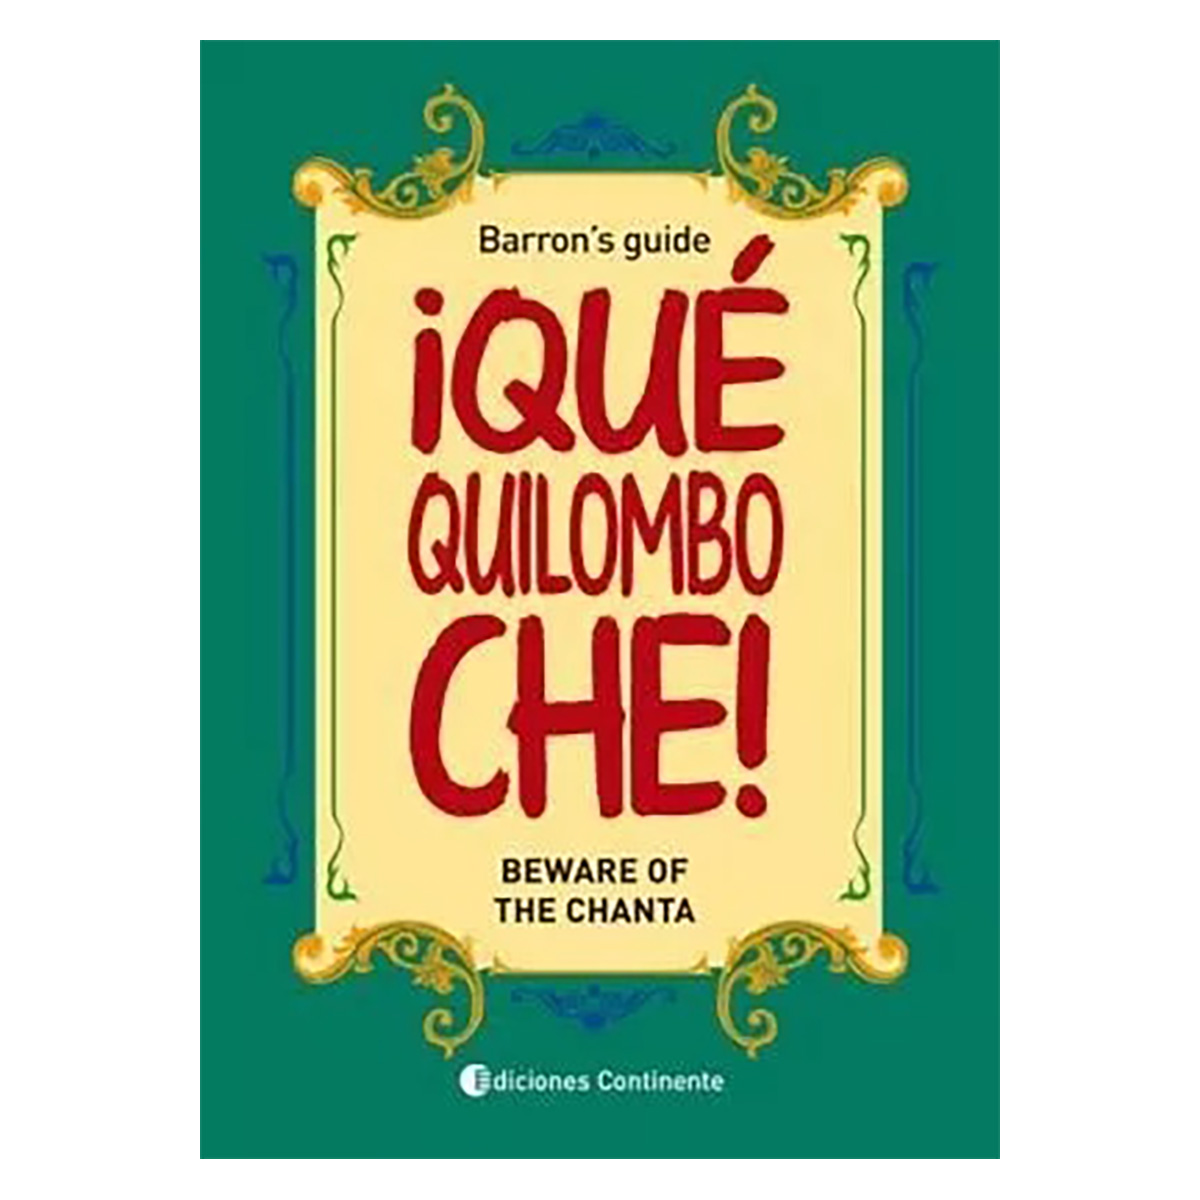 Barron's guide
¡QUÉ
QUILOMBO
CHE!
BEWARE OF
THE CHANTA
Ediciones Continente